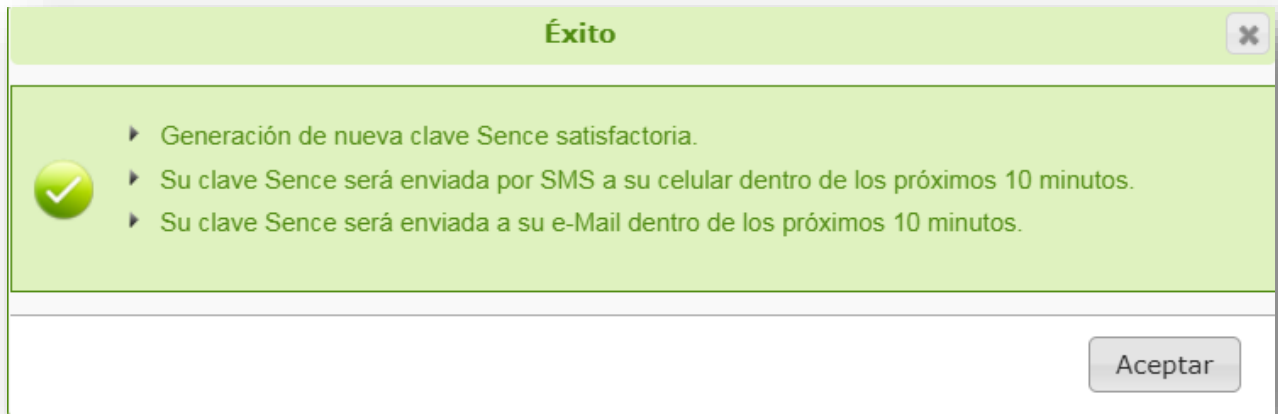 Éxito
Generación de nueva clave Sence satisfactoria.
Su clave Sence será enviada por SMS a su celular dentro de los próximos 10 minutos.
Su clave Sence será enviada a su e-Mail dentro de los próximos 10 minutos.
Aceptar